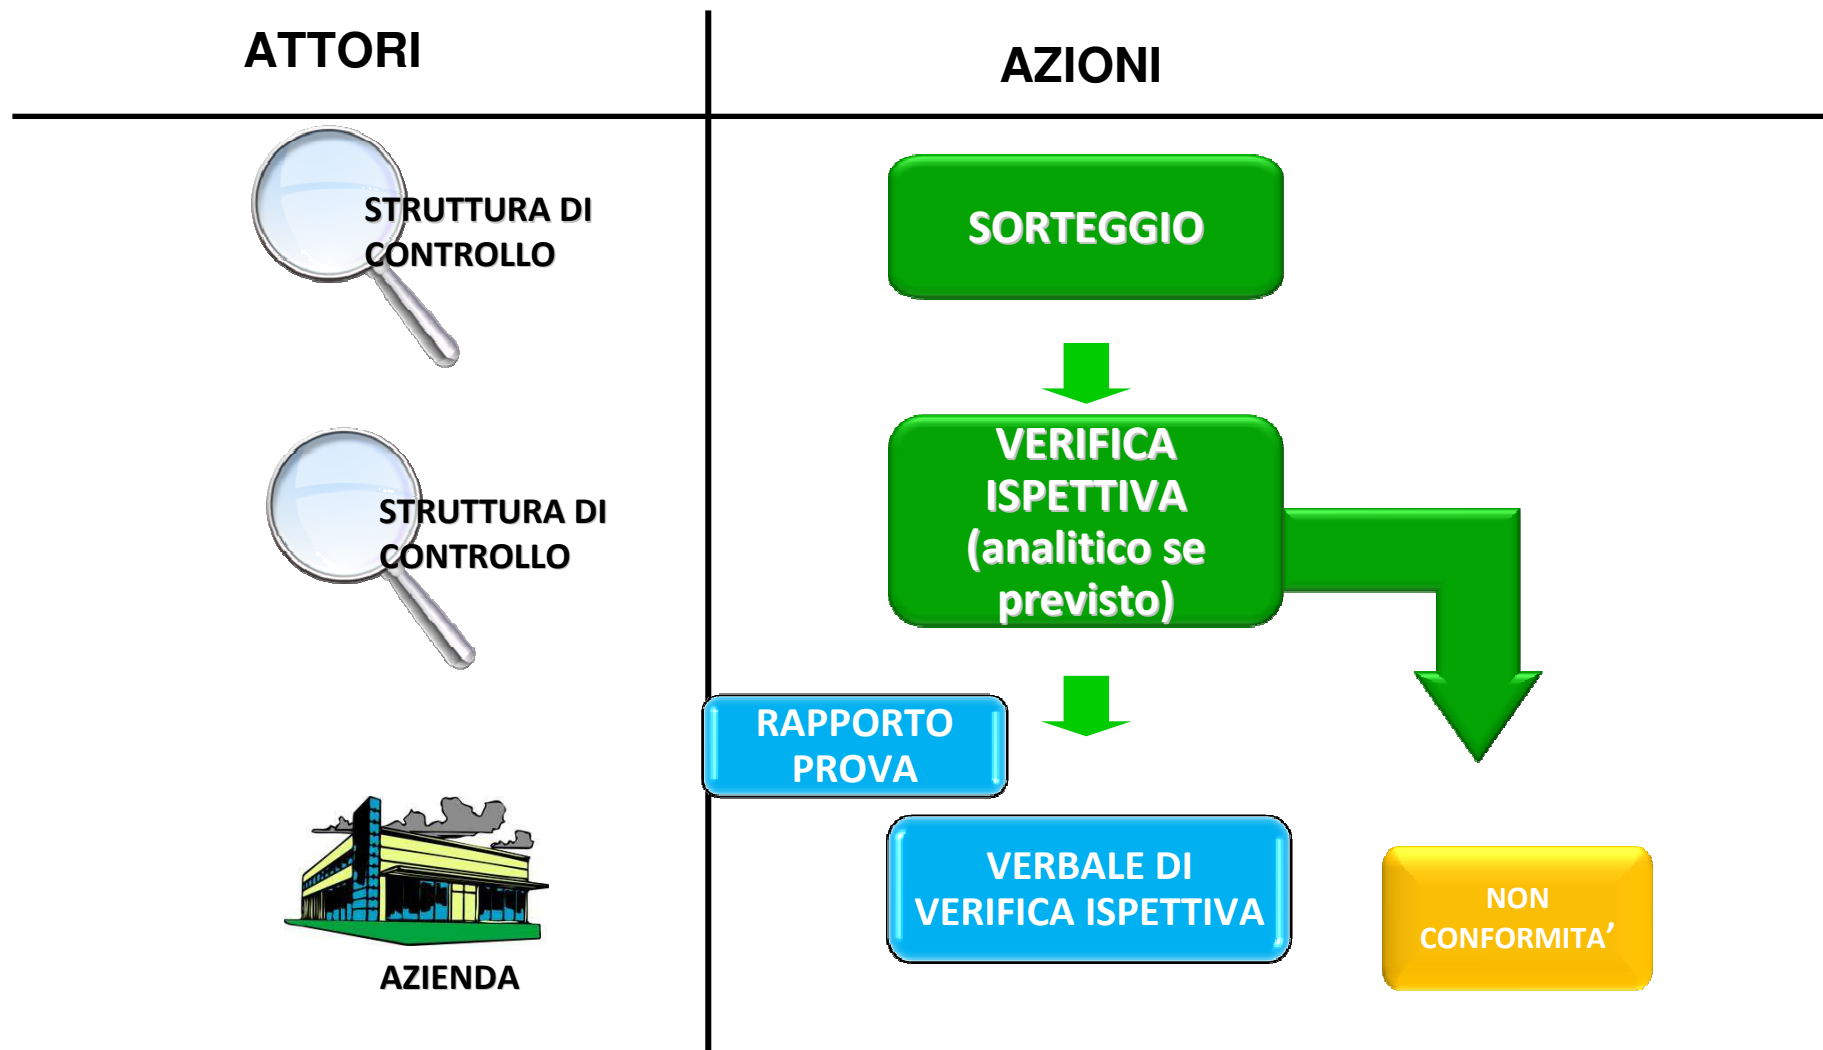 ATTORI
AZIONI
STRUTTURA DI
CONTROLLO
SORTEGGIO
STRUTTURA DI
CONTROLLO
VERIFICA
ISPETTIVA
(analitico se
previsto)
RAPPORTO
PROVA
AZIENDA
VERBALE DI
VERIFICA ISPETTIVA
NON
CONFORMITA’